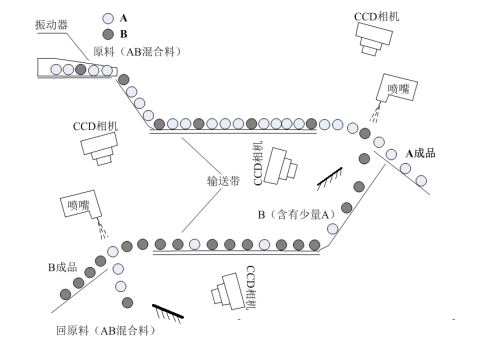 A
B
振动器
原料（AB混合料）
CCD相机
喷嘴
CCD相机
CCD相机
A成品
输送带
B（含有少量A）
喷嘴
B成品
CCD相机
回原料（AB混合料）